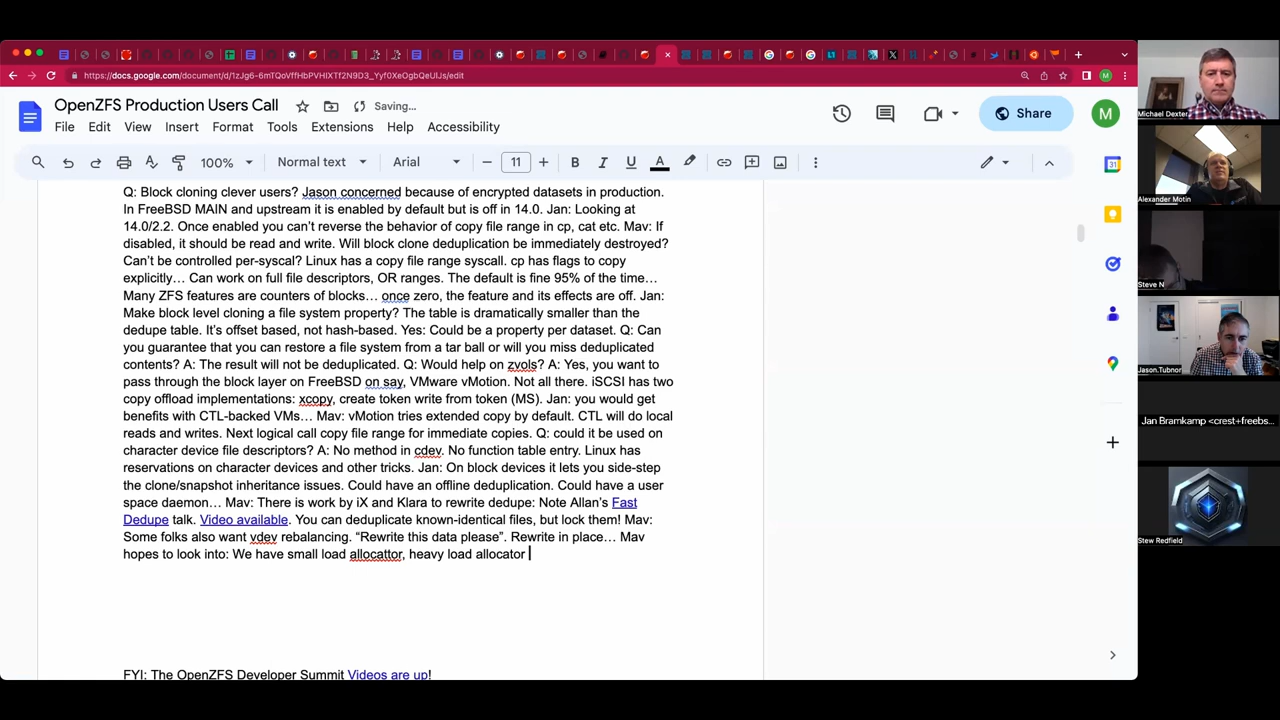 https://docs.google.com/document/d/1zJg6-6mTQoVffHbPVHIXTf2N9D3_Yyf0XeOgbQeUIJs/edit
OpenZFS Production Users Call
Saving...
File Edit View Insert Format Tools Extensions Help Accessibility
Share
M
100%
Normal text
Arial
11
B I U A
31
Q: Block cloning clever users? Jason concerned because of encrypted datasets in production.
In FreeBSD MAIN and upstream it is enabled by default but is off in 14.0. Jan: Looking at
14.0/2.2. Once enabled you can't reverse the behavior of copy file range in cp, cat etc. Mav: If
disabled, it should be read and write. Will block clone deduplication be immediately destroyed?
Can't be controlled per-syscal? Linux has a copy file range syscall. cp has flags to copy
explicitly… Can work on full file descriptors, OR ranges. The default is fine 95% of the time…
Many ZFS features are counters of blocks… once zero, the feature and its effects are off. Jan:
Make block level cloning a file system property? The table is dramatically smaller than the
dedupe table. It's offset based, not hash-based. Yes: Could be a property per dataset. Q: Can
you guarantee that you can restore a file system from a tar ball or will you miss deduplicated
contents? A: The result will not be deduplicated. Q: Would help on zvols? A: Yes, you want to
pass through the block layer on FreeBSD on say, VMware vMotion. Not all there. iSCSI has two
copy offload implementations: xcopy, create token write from token (MS). Jan: you would get
benefits with CTL-backed VMs… Mav: vMotion tries extended copy by default. CTL will do local
reads and writes. Next logical call copy file range for immediate copies. Q: could it be used on
character device file descriptors? A: No method in cdev. No function table entry. Linux has
reservations on character devices and other tricks. Jan: On block devices it lets you side-step
the clone/snapshot inheritance issues. Could have an offline deduplication. Could have a user
space daemon… Mav: There is work by iX and Klara to rewrite dedupe: Note Allan's Fast
Dedupe talk. Video available. You can deduplicate known-identical files, but lock them! Mav:
Some folks also want vdev rebalancing. "Rewrite this data please". Rewrite in place… Mav
hopes to look into: We have small load allocattor, heavy load allocator
FYI: The OpenZFS Developer Summit Videos are up!
Michael Dexter
Alexander Motin
Steve N
Jason.Tubnor
Jan Bramkamp <crest+freebs...
Stew Redfield